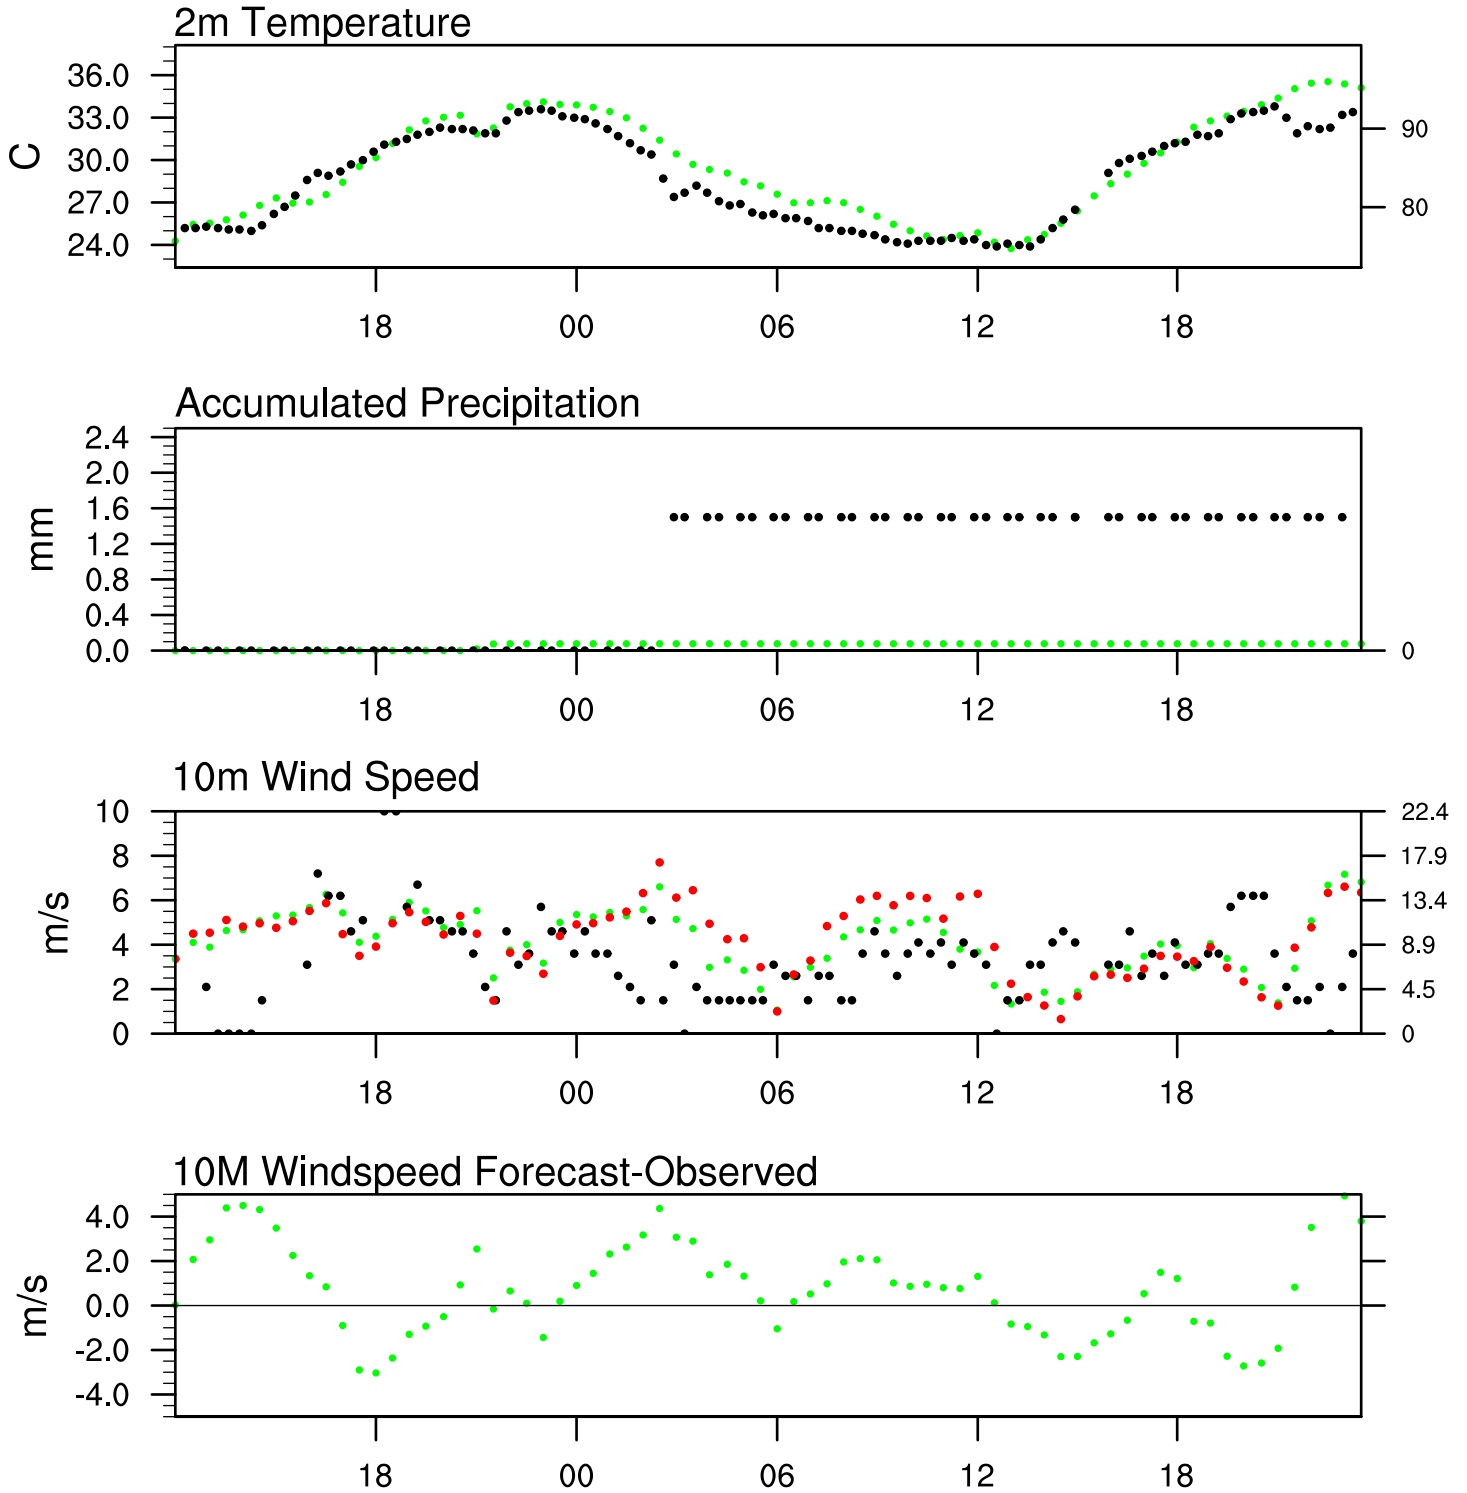 2m Temperature
C
36.0
33.0
30.0
27.0
24.0
90
80
18 00 06 12 18
Accumulated Precipitation
mm
2.4
2.0
1.6
1.2
0.8
0.4
0.0
0
18 00 06 12 18
10m Wind Speed
m/s
10
8
6
4
2
0
22.4
17.9
13.4
8.9
4.5
0
18 00 06 12 18
10M Windspeed Forecast-Observed
m/s
4.0
2.0
0.0
-2.0
-4.0
18 00 06 12 18